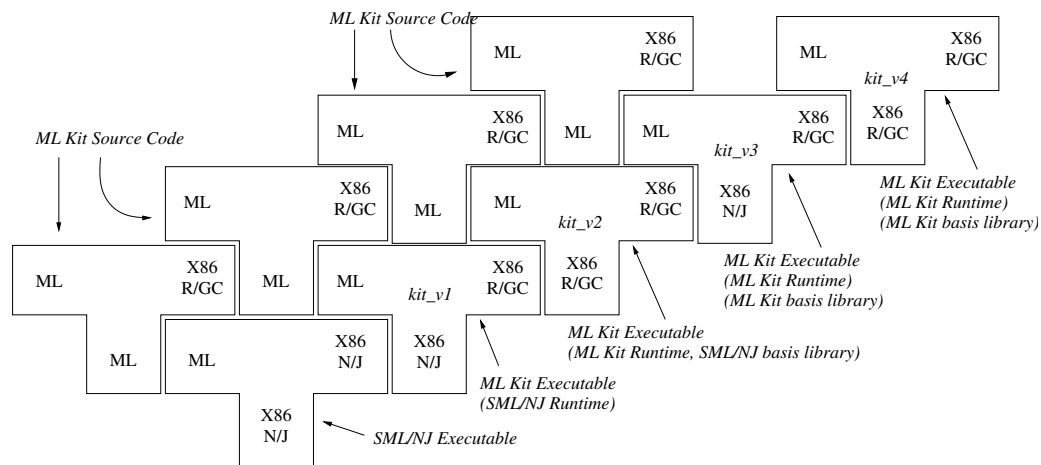 ML Kit Source Code
ML
X86
R/GC
ML
X86
R/GC
kit_v4
ML
X86
R/GC
ML
X86
R/GC
ML
X86
R/GC
kit_v3
ML Kit Source Code
ML
X86
R/GC
ML
ML
X86
R/GC
kit_v2
X86
N/J
ML Kit Executable
(ML Kit Runtime)
(ML Kit basis library)
ML
X86
R/GC
ML
ML
X86
R/GC
kit_v1
X86
R/GC
ML Kit Executable
(ML Kit Runtime)
(ML Kit basis library)
ML
ML
X86
N/J
X86
N/J
ML Kit Executable
(ML Kit Runtime, SML/NJ basis library)
ML Kit Executable
(SML/NJ Runtime)
X86
N/J
SML/NJ Executable